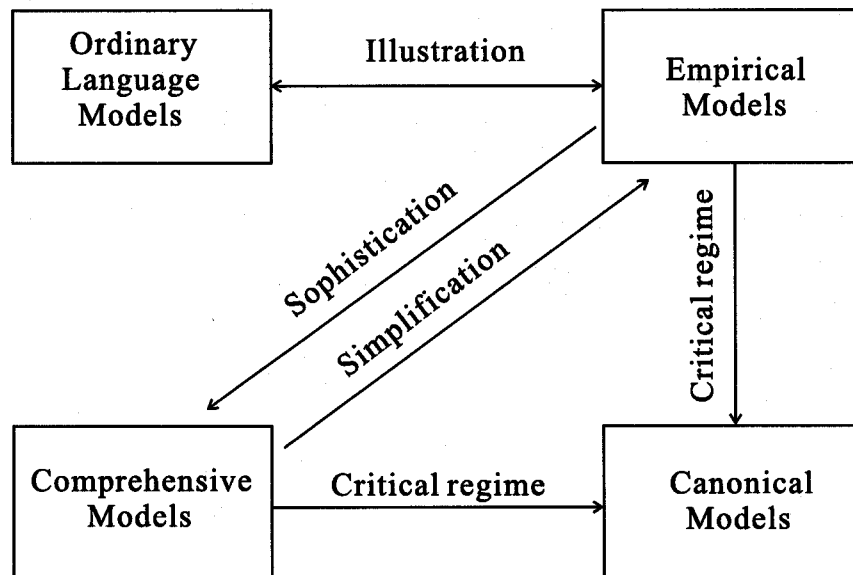 Ordinary
Language
Models
Illustration
Empirical
Models
Sophistication
Simplification
Critical regime
Comprehensive
Models
Critical regime
Canonical
Models